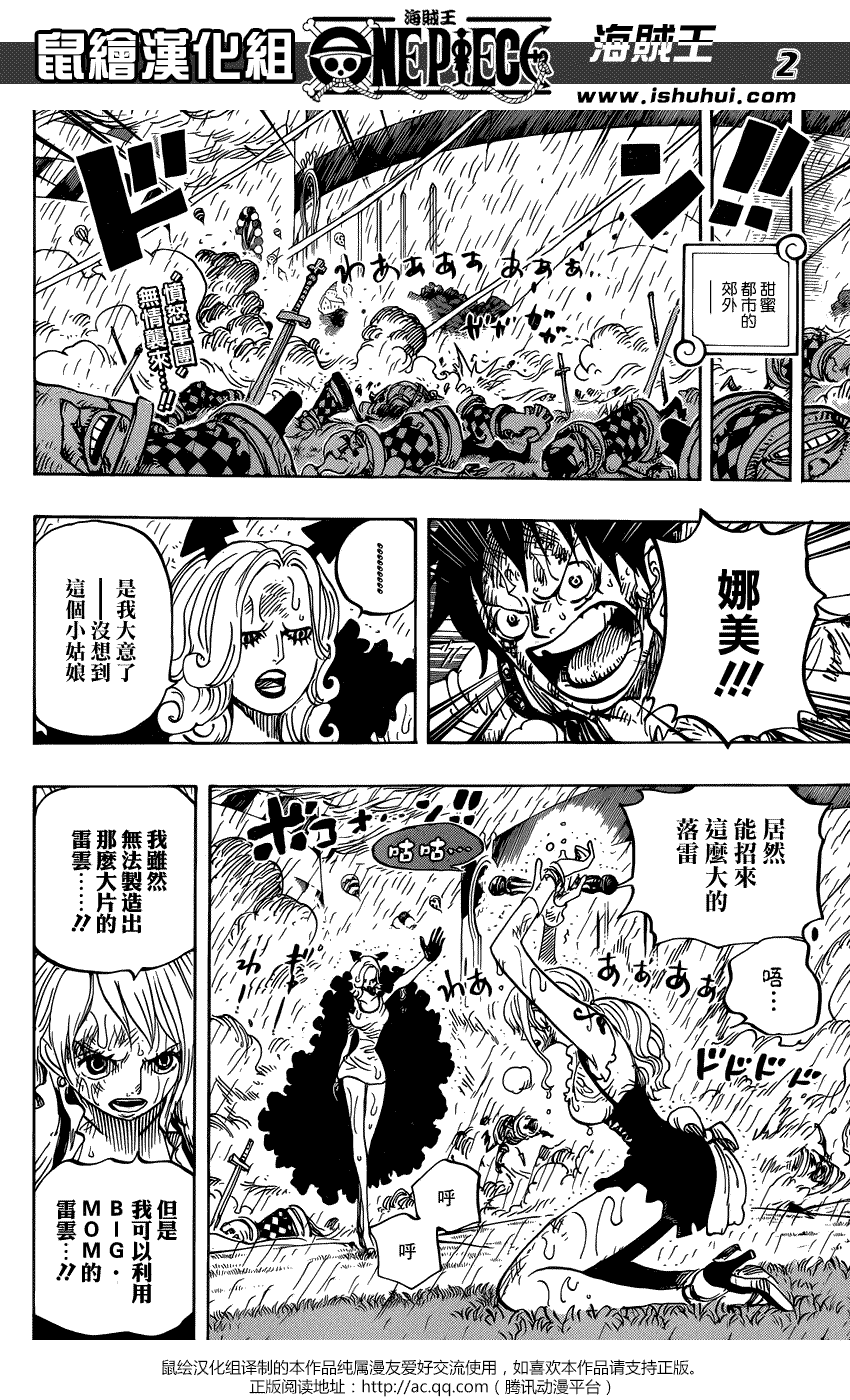 鼠繪漢化組
海賊王
ONE PIECE
海賊王
2
www.ishuhui.com
ドーン!!
甜蜜
都市的
郊外
——
わあああああああ..
〝憤怒軍團〞
無情襲來…!!
娜美!!!
………
是我大意了
——沒想到
這個小姑娘
居然
能招來
這麼大的
落雷
唔…
咕咕…
ボコォン…
わあ
わあ
ああああ
ドドドド
呼
呼
我雖然
無法製造出
那麼大片的
雷雲……!!
但是
我可以利用
BIG・
MOM的
雷雲…!!
鼠绘汉化组译制的本作品纯属漫友爱好交流使用，如喜欢本作品请支持正版。
正版阅读地址：http://ac.qq.com（腾讯动漫平台）